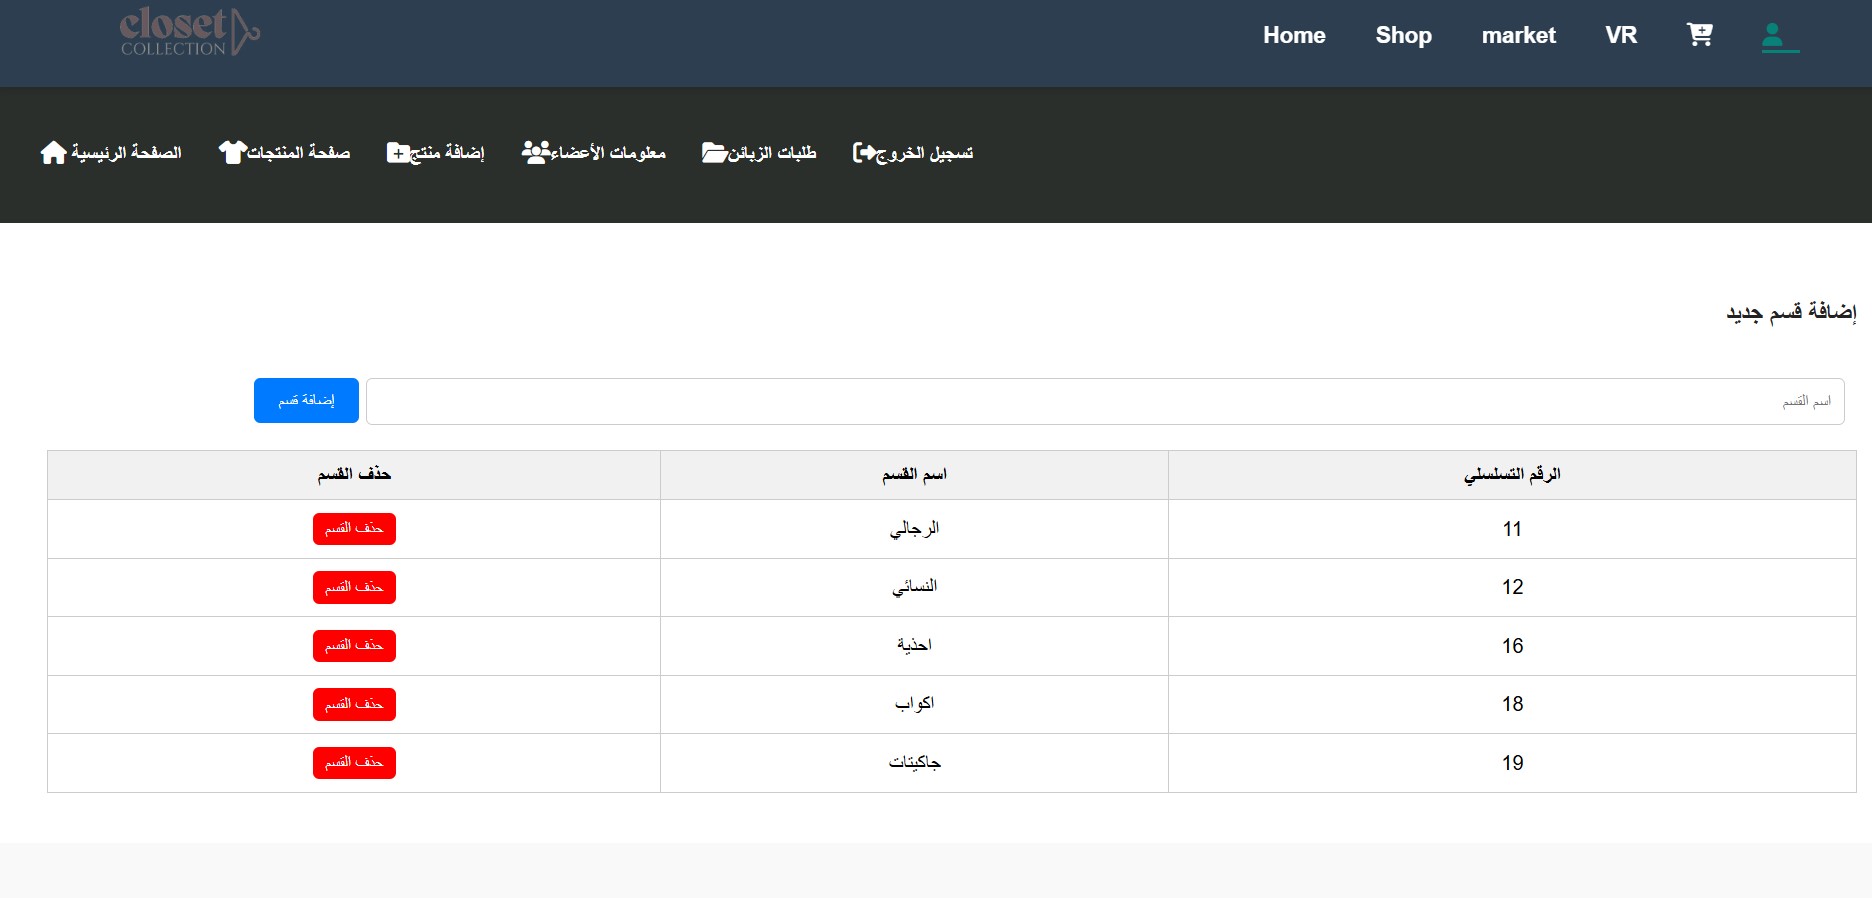 closet
COLLECTION
Home Shop market VR
الصفحة الرئيسية صفحة المنتجات إضافة منتج معلومات الأعضاء طلبات الزبائن تسجيل الخروج
إضافة قسم جديد
اسم القسم إضافة قسم
الرقم التسلسلي اسم القسم حذف القسم
11 الرجالي حذف القسم
12 النسائي حذف القسم
16 احذية حذف القسم
18 اكواب حذف القسم
19 جاكيتات حذف القسم